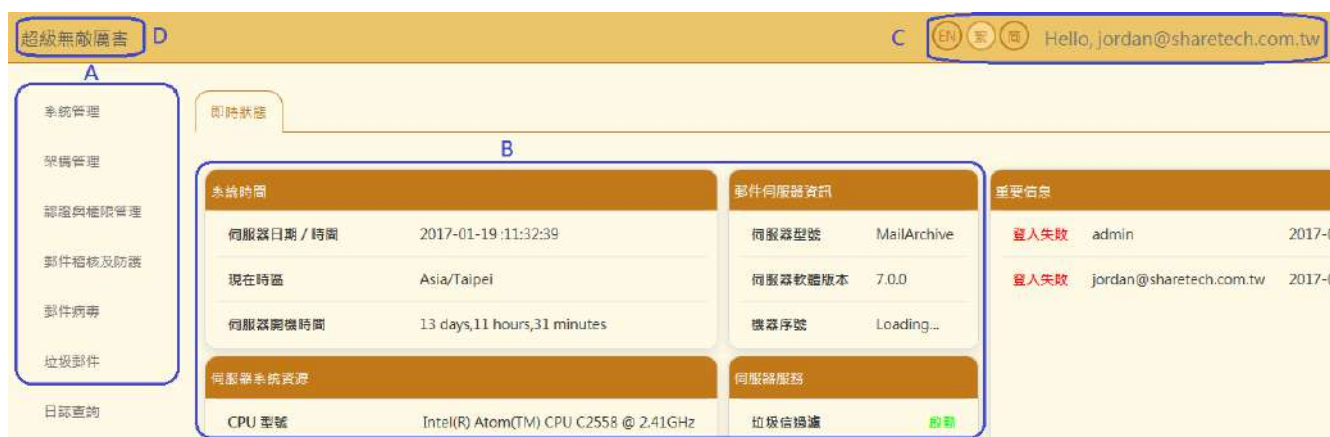 超級無敵厲害 D
C EN 繁 简 Hello, jordan@sharetech.com.tw
A
系統管理
架構管理
認證與權限管理
郵件稽核及防護
郵件病毒
垃圾郵件
日誌查詢
即時狀態
B
系統時間
伺服器日期 / 時間 2017-01-19 :11:32:39
現在時區 Asia/Taipei
伺服器開機時間 13 days,11 hours,31 minutes
郵件伺服器資訊
伺服器型號 MailArchive
伺服器軟體版本 7.0.0
機器序號 Loading...
重要信息
登入失敗 admin 2017-0
登入失敗 jordan@sharetech.com.tw 2017-0
伺服器系統資源
CPU 型號 Intel(R) Atom(TM) CPU C2558 @ 2.41GHz
伺服器服務
垃圾信過濾 啟動